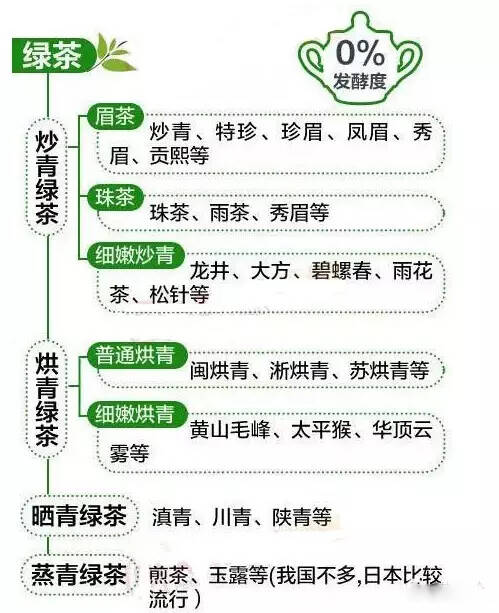 绿茶
0%
发酵度
炒青绿茶
眉茶
炒青、特珍、珍眉、凤眉、秀
眉、贡熙等
珠茶
珠茶、雨茶、秀眉等
细嫩炒青
龙井、大方、碧螺春、雨花
茶、松针等
烘青绿茶
普通烘青
闽烘青、浙烘青、苏烘青等
细嫩烘青
黄山毛峰、太平猴、华顶云
雾等
晒青绿茶
滇青、川青、陕青等
蒸青绿茶
煎茶、玉露等(我国不多,日本比较
流行)